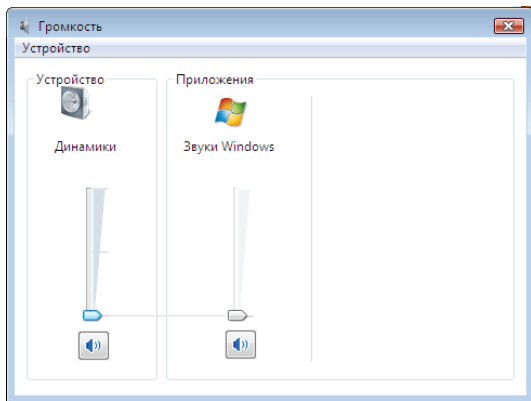 Громкость
Устройство
Устройство
Приложения
Динамики
Звуки Windows